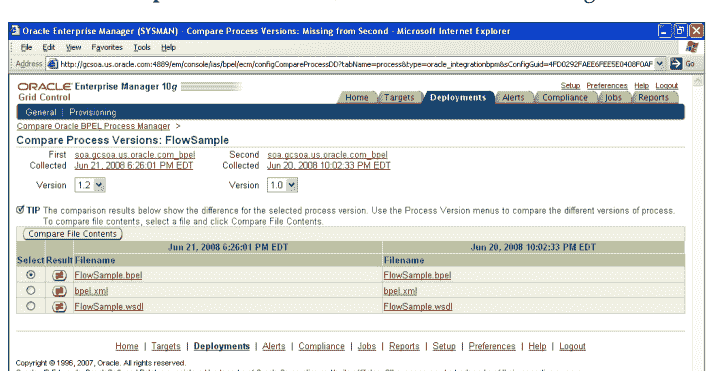 Oracle Enterprise Manager (SYSMAN) - Compare Process Versions: Missing from Second - Microsoft Internet Explorer
File Edit View Favorites Tools Help
Address http://gcgcsoa.us.oracle.com:4889/em/console/ias/bpel/ecm/configCompareProcessDD?tabName=process&type=oracle_integrationbpm&sConfigGuid=4FD0292FAEE6FEE5E0408F0AF Go
ORACLE Enterprise Manager 10g
Setup Preferences Help Logout
Grid Control
Home Targets Deployments Alerts Compliance Jobs Reports
General Provisioning
Compare Oracle BPEL Process Manager >
Compare Process Versions: FlowSample
First soa.gcsoa.us.oracle.com_bpel Second soa.gcsoa.us.oracle.com_bpel
Collected Jun 21, 2008 6:26:01 PM EDT Collected Jun 20, 2008 10:02:33 PM EDT
Version 1.2 Version 1.0
TIP The comparison results below show the difference for the selected process version. Use the Process Version menus to compare the different versions of process.
To compare file contents, select a file and click Compare File Contents.
Compare File Contents
Jun 21, 2008 6:26:01 PM EDT Jun 20, 2008 10:02:33 PM EDT
Select Result Filename Filename
FlowSample.bpel FlowSample.bpel
bpel.xml bpel.xml
FlowSample.wsdl FlowSample.wsdl
Home | Targets | Deployments | Alerts | Compliance | Jobs | Reports | Setup | Preferences | Help | Logout
Copyright © 1996, 2007, Oracle. All rights reserved.